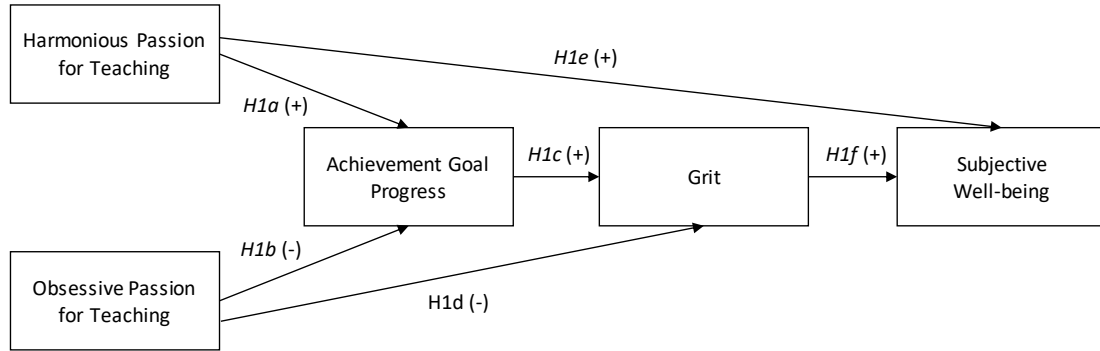 Harmonious Passion
for Teaching
H1e (+)
H1a (+)
Achievement Goal
Progress
H1c (+)
Grit
H1f (+)
Subjective
Well-being
H1b (-)
Obsessive Passion
for Teaching
H1d (-)